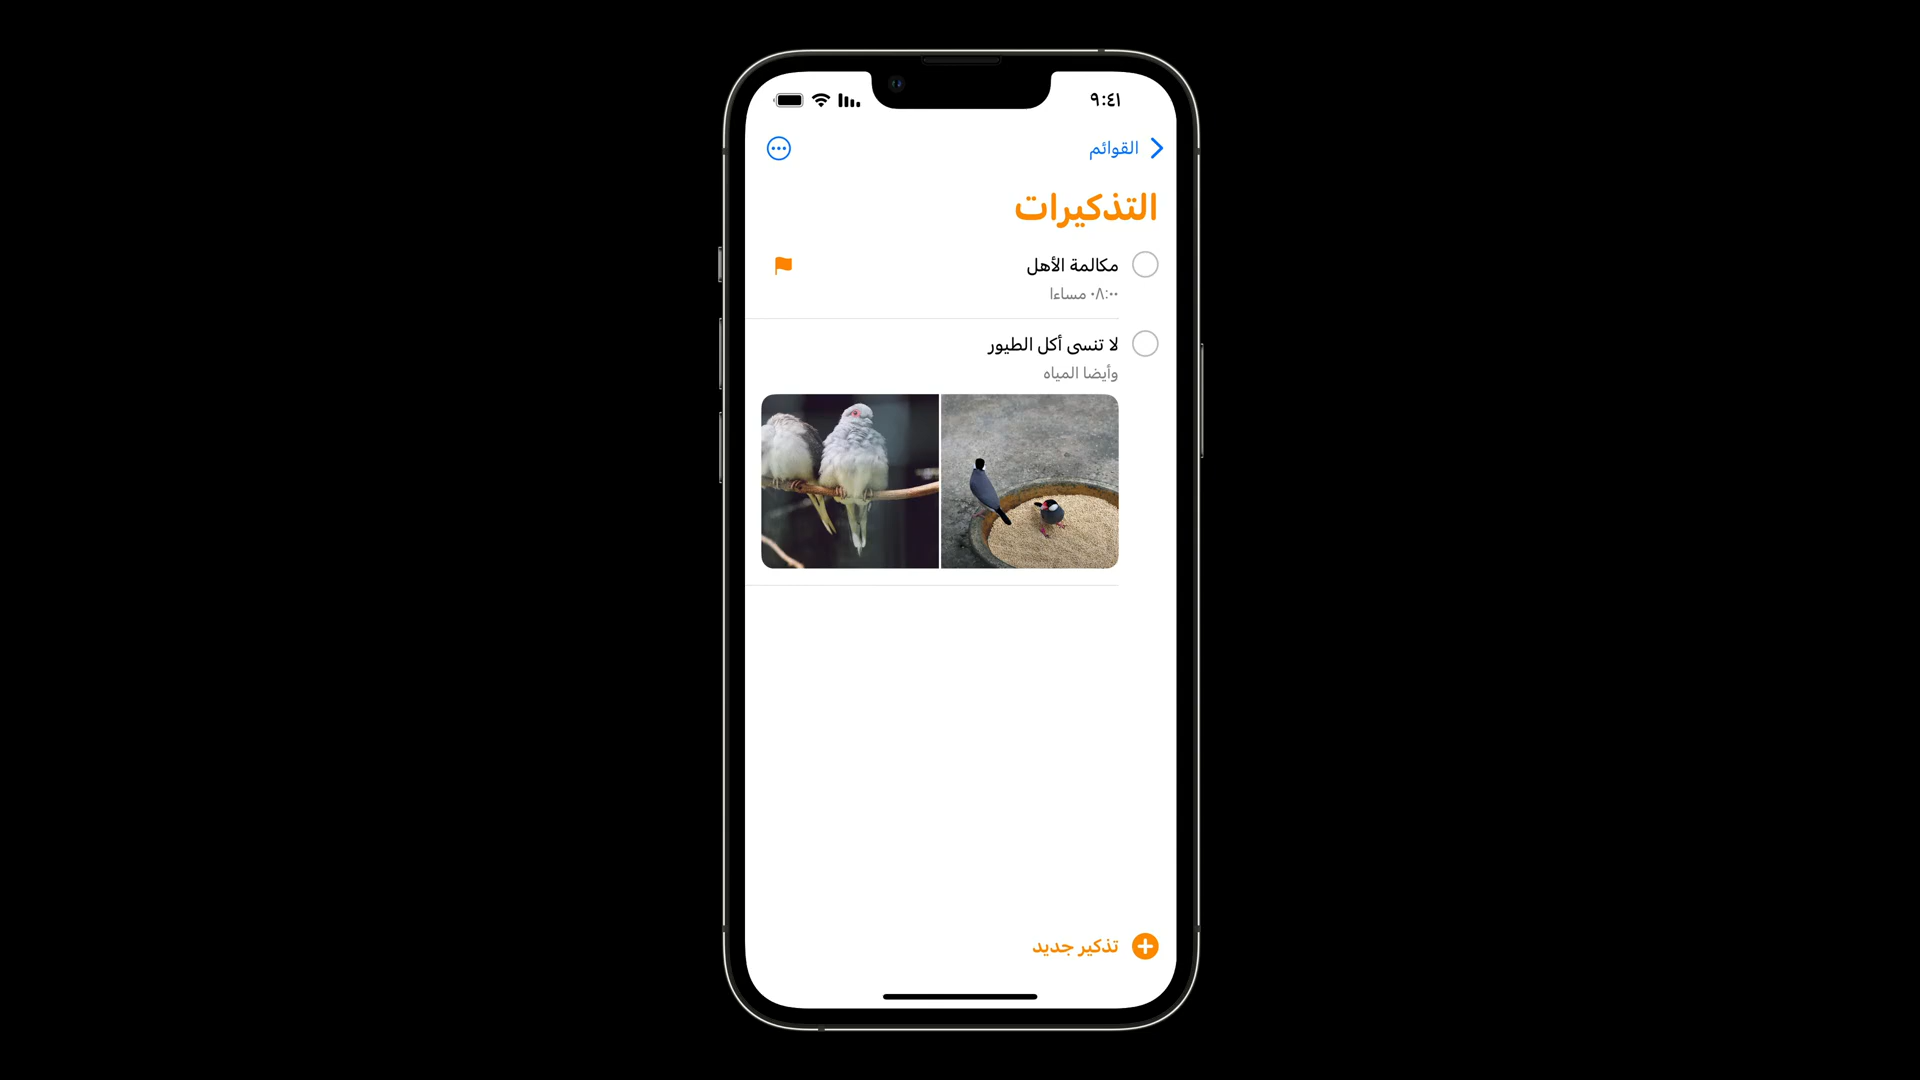 ٩:٤١
القوائم
التذكيرات
مكالمة الأهل
٠٨:٠٠ مساءا
لا تنسى أكل الطيور
وأيضا المياه
تذكير جديد